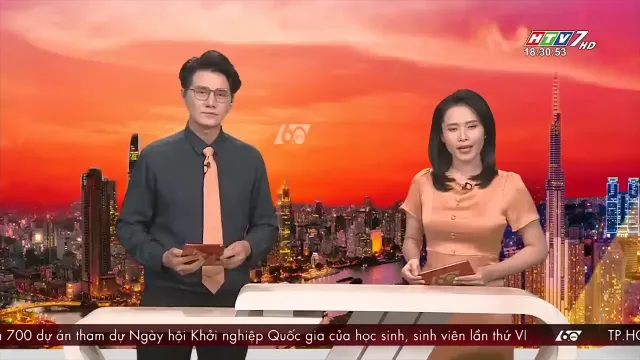 HTV7 HD
18:30:53
60
700 dự án tham dự Ngày hội Khởi nghiệp Quốc gia của học sinh, sinh viên lần thứ VI 60 TP.HC